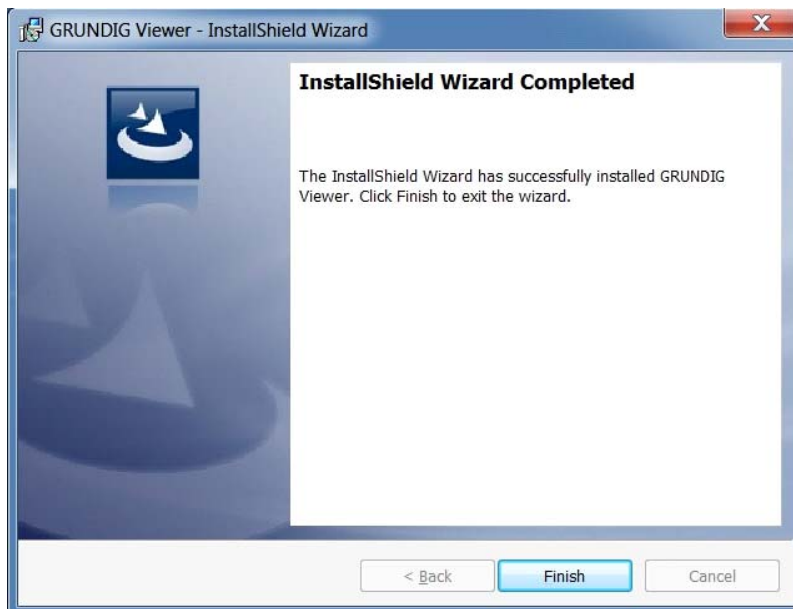 GRUNDIG Viewer - InstallShield Wizard
X
InstallShield Wizard Completed
The InstallShield Wizard has successfully installed GRUNDIG
Viewer. Click Finish to exit the wizard.
< Back
Finish
Cancel